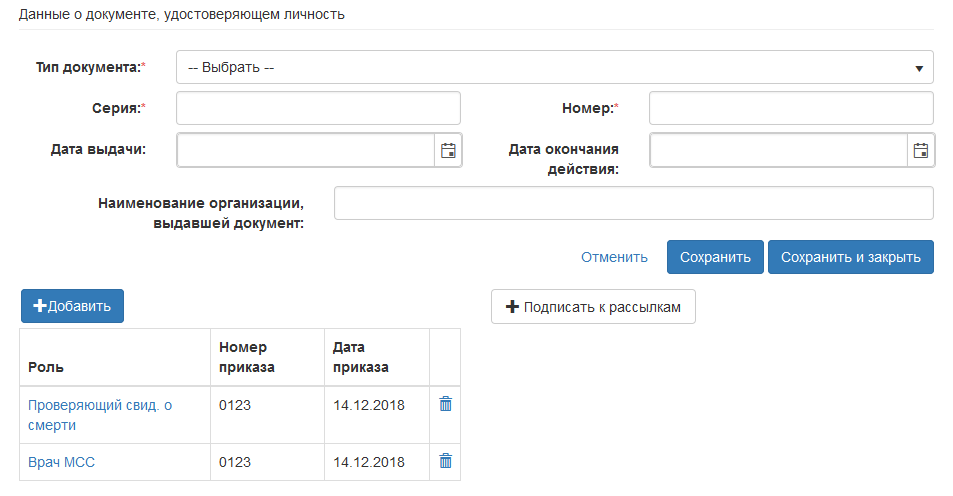 Данные о документе, удостоверяющем личность
Тип документа:* -- Выбрать --
Серия:* Номер:*
Дата выдачи: Дата окончания
действия:
Наименование организации,
выдавшей документ:
Отменить Сохранить Сохранить и закрыть
Добавить Подписать к рассылкам
Роль Номер приказа Дата приказа
Проверяющий свид. о 0123 14.12.2018
смерти
Врач МСС 0123 14.12.2018